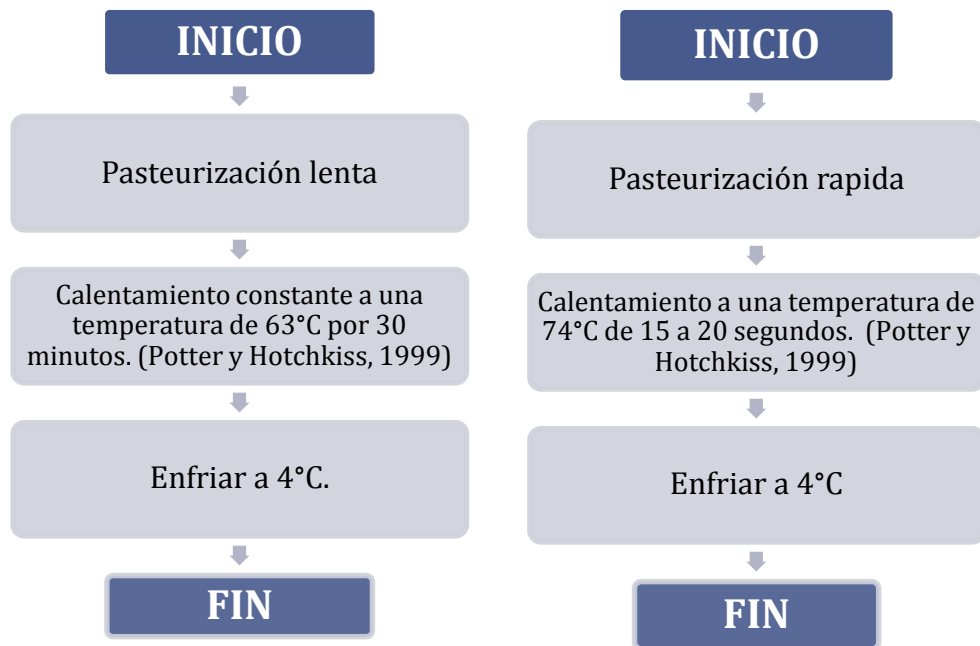 INICIO
Pasteurización lenta
Calentamiento constante a una
temperatura de 63°C por 30
minutos. (Potter y Hotchkiss, 1999)
Enfriar a 4°C.
FIN
INICIO
Pasteurización rapida
Calentamiento a una temperatura de
74°C de 15 a 20 segundos.  (Potter y
Hotchkiss, 1999)
Enfriar a 4°C
FIN